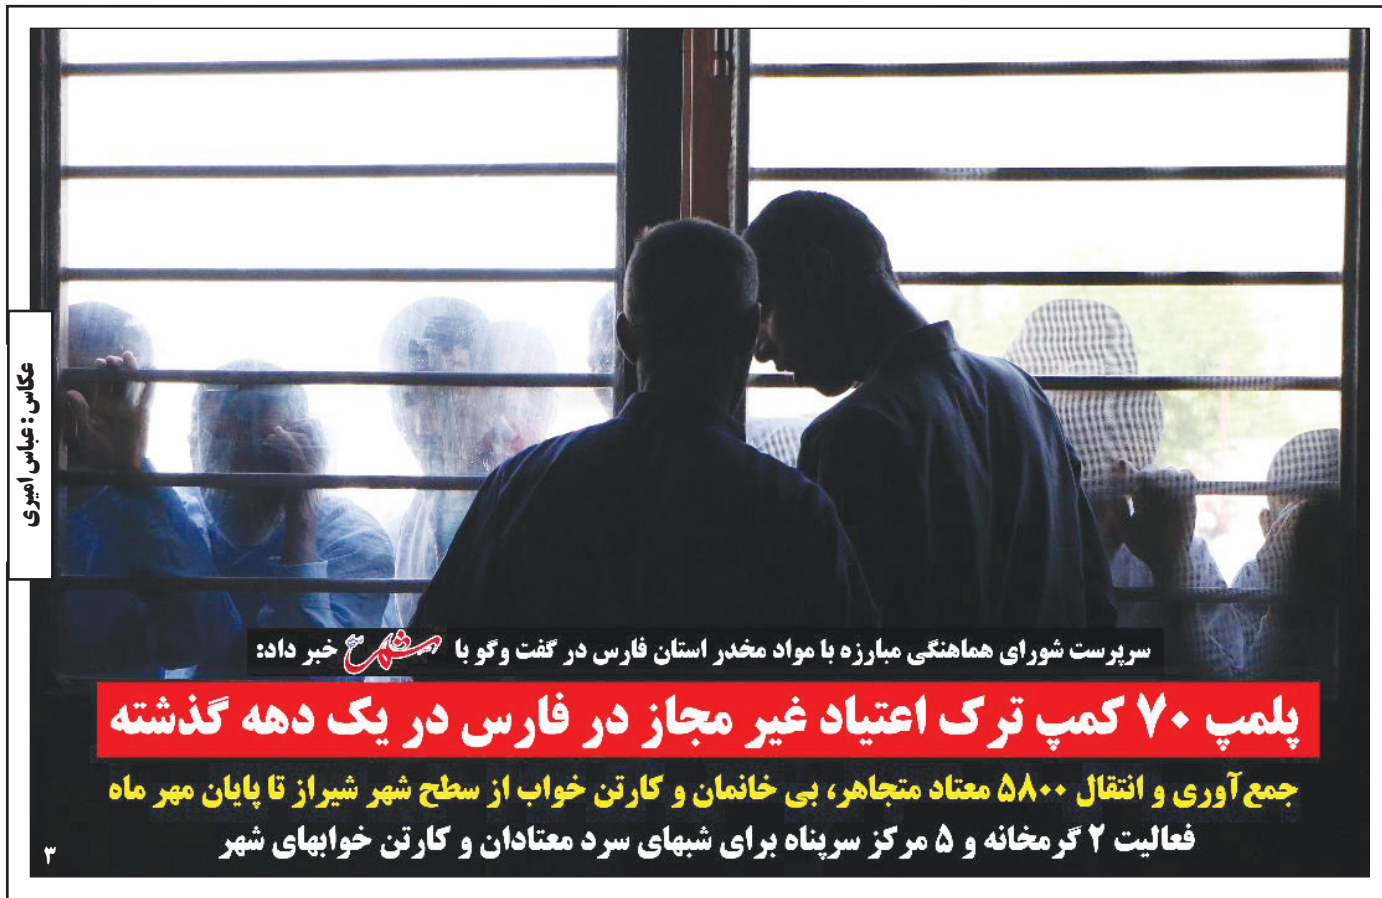 عکاس : عباس امیری
سرپرست شورای هماهنگی مبارزه با مواد مخدر استان فارس در گفت وگو با خبر داد:
پلمپ ۷۰ کمپ ترک اعتیاد غیر مجاز در فارس در یک دهه گذشته
جمع‌آوری و انتقال ۵۸۰۰ معتاد متجاهر، بی خانمان و کارتن خواب از سطح شهر شیراز تا پایان مهر ماه
فعالیت ۲ گرمخانه و ۵ مرکز سرپناه برای شبهای سرد معتادان و کارتن خوابهای شهر
۳